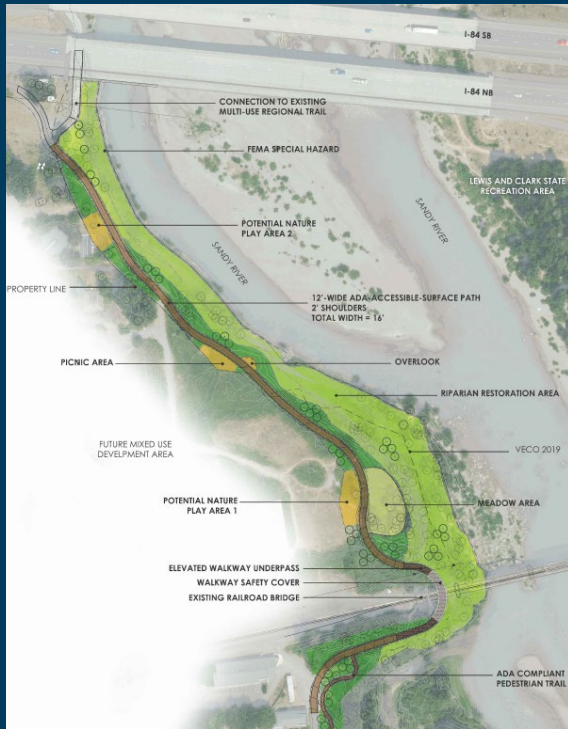 I-84 SB
I-84 NB
CONNECTION TO EXISTING
MULTI-USE REGIONAL TRAIL
FEMA SPECIAL HAZARD
LEWIS AND CLARK STATE
RECREATION AREA
POTENTIAL NATURE
PLAY AREA 2
SANDY RIVER
SANDY RIVER
PROPERTY LINE
12'-WIDE ADA-ACCESSIBLE-SURFACE PATH
2' SHOULDERS
TOTAL WIDTH = 16'
PICNIC AREA
OVERLOOK
RIPARIAN RESTORATION AREA
FUTURE MIXED USE
DEVELPMENT AREA
VECO 2019
POTENTIAL NATURE
PLAY AREA 1
MEADOW AREA
ELEVATED WALKWAY UNDERPASS
WALKWAY SAFETY COVER
EXISTING RAILROAD BRIDGE
ADA COMPLIANT
PEDESTRIAN TRAIL